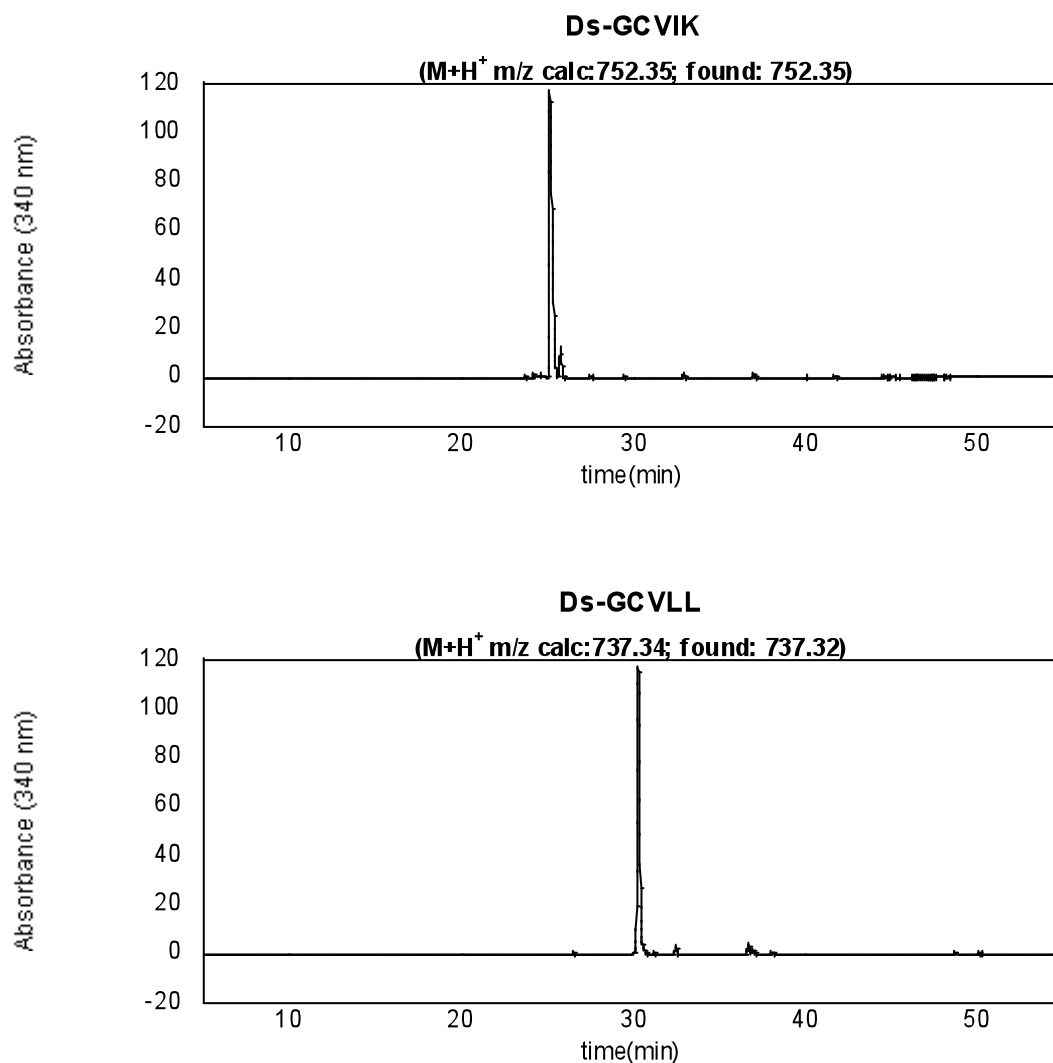 Ds-GCVIK
(M+H+ m/z calc:752.35; found: 752.35)
Absorbance (340 nm)
120
100
80
60
40
20
0
-20
10 20 30 40 50
time(min)
Ds-GCVLL
(M+H+ m/z calc:737.34; found: 737.32)
Absorbance (340 nm)
120
100
80
60
40
20
0
-20
10 20 30 40 50
time(min)